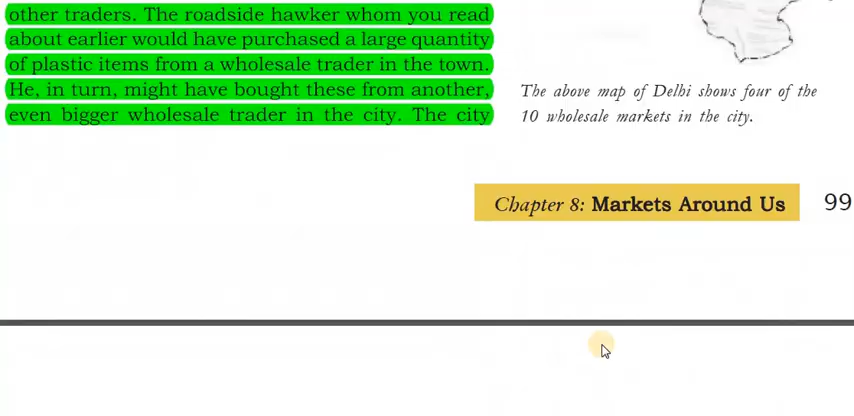 other traders. The roadside hawker whom you read
about earlier would have purchased a large quantity
of plastic items from a wholesale trader in the town.
He, in turn, might have bought these from another,
even bigger wholesale trader in the city. The city
The above map of Delhi shows four of the
10 wholesale markets in the city.
Chapter 8: Markets Around Us 99